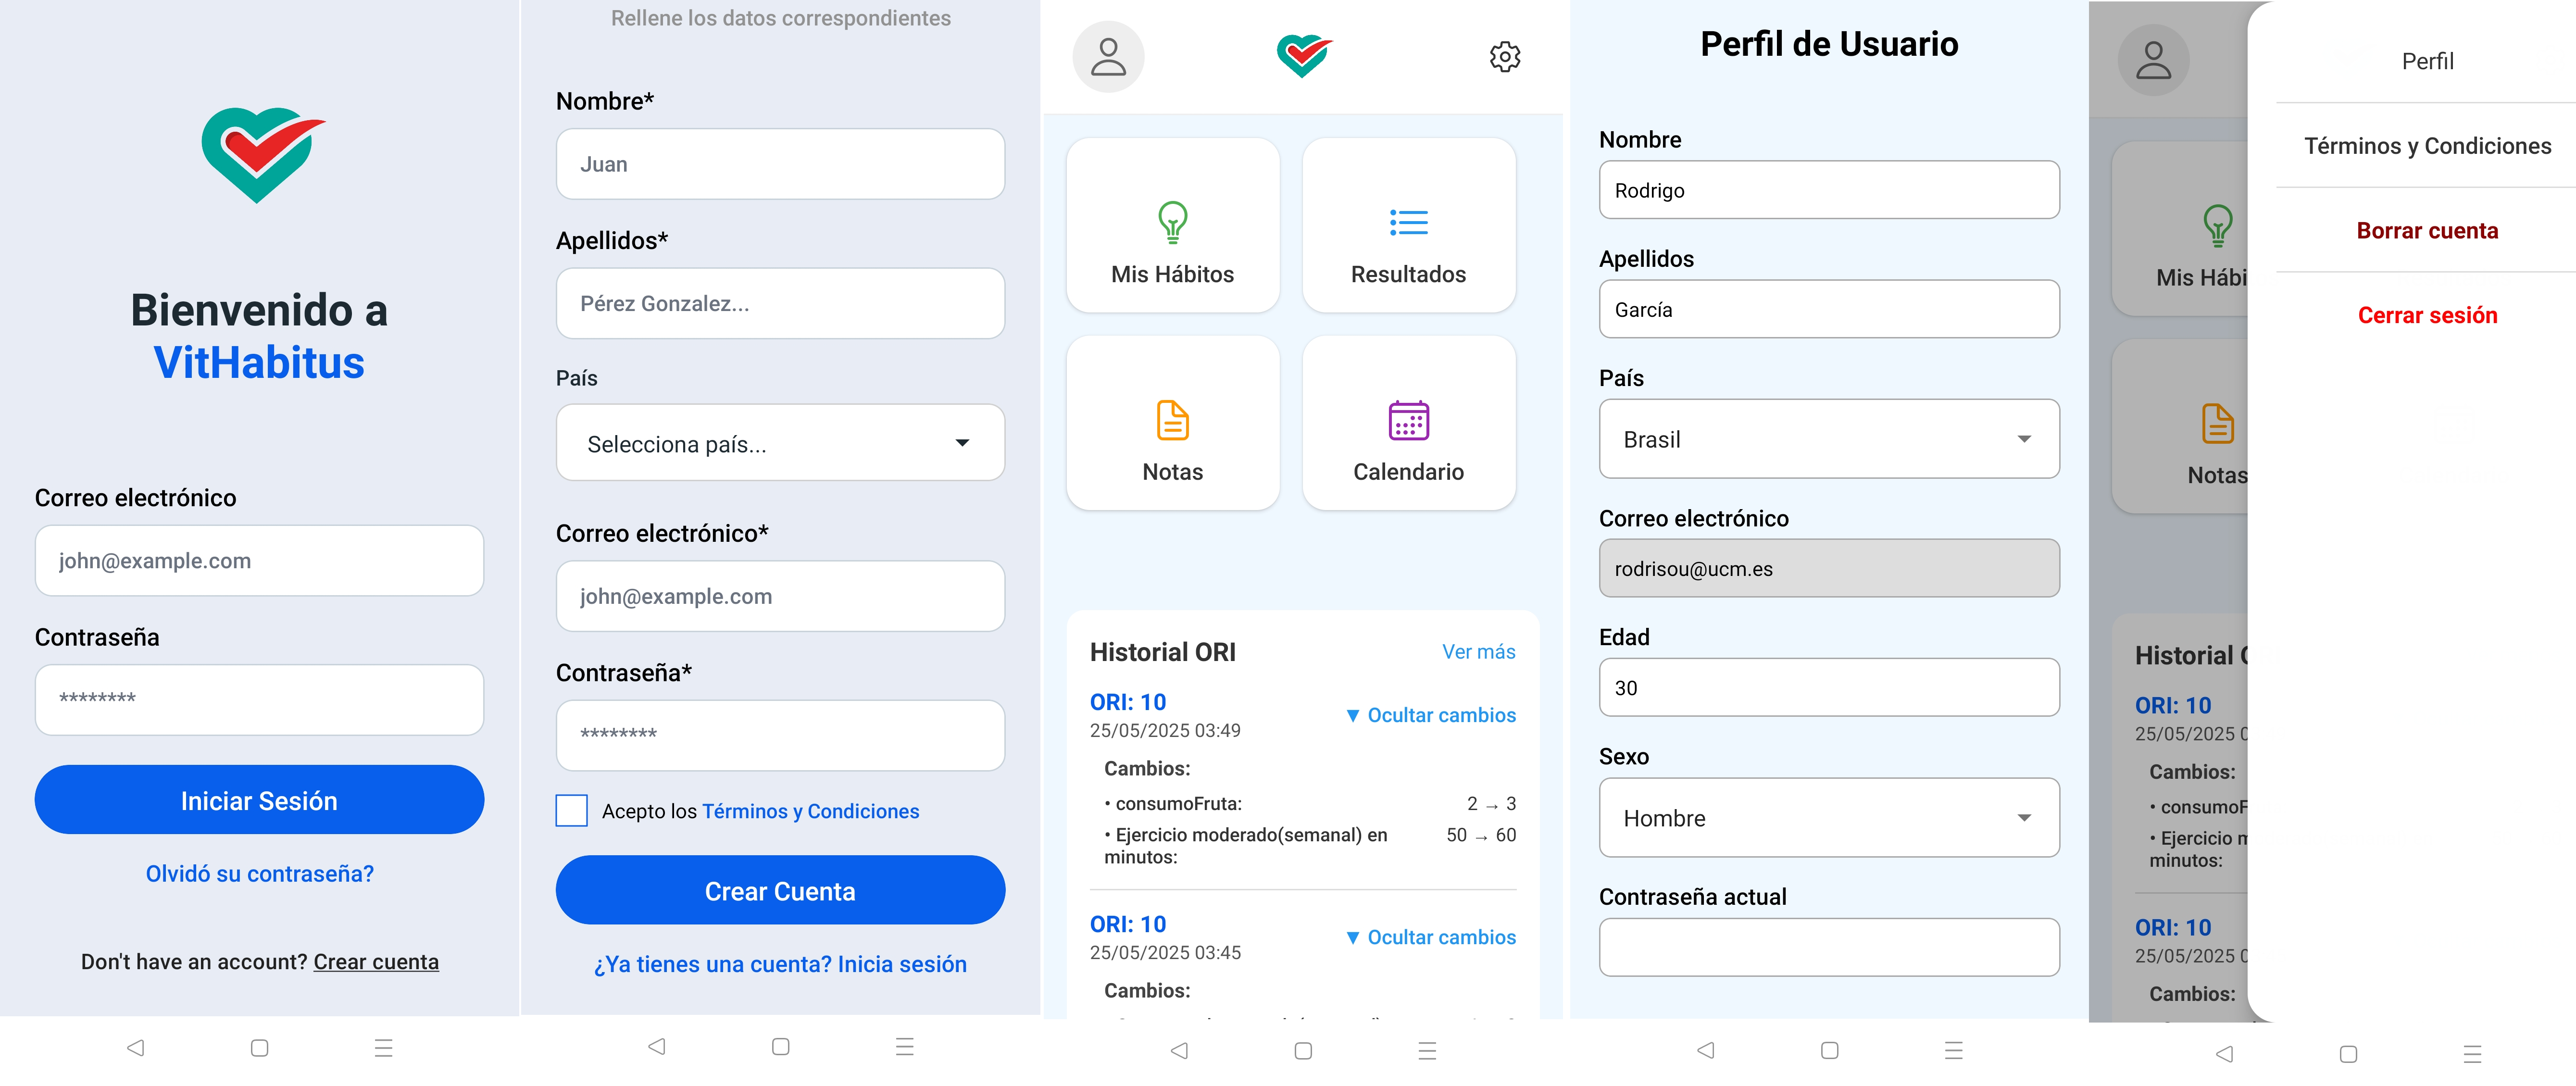 Bienvenido a
VitHabitus
Correo electrónico
john@example.com
Contraseña
********
Iniciar Sesión
Olvidó su contraseña?
Don't have an account? Crear cuenta
Rellene los datos correspondientes
Nombre*
Juan
Apellidos*
Pérez Gonzalez...
País
Selecciona país...
Correo electrónico*
john@example.com
Contraseña*
********
Acepto los Términos y Condiciones
Crear Cuenta
¿Ya tienes una cuenta? Inicia sesión
Mis Hábitos
Resultados
Notas
Calendario
Historial ORI
Ver más
ORI: 10
25/05/2025 03:49
▼ Ocultar cambios
Cambios:
• consumoFruta: 2 → 3
• Ejercicio moderado(semanal) en 50 → 60
minutos:
ORI: 10
25/05/2025 03:45
▼ Ocultar cambios
Cambios:
Perfil de Usuario
Nombre
Rodrigo
Apellidos
García
País
Brasil
Correo electrónico
rodrisou@ucm.es
Edad
30
Sexo
Hombre
Contraseña actual
Mis Hábi
Notas
Historial
ORI: 10
25/05/2025
Cambios:
• consumoF
• Ejercicio m
minutos:
ORI: 10
25/05/2025
Cambios:
Perfil
Términos y Condiciones
Borrar cuenta
Cerrar sesión